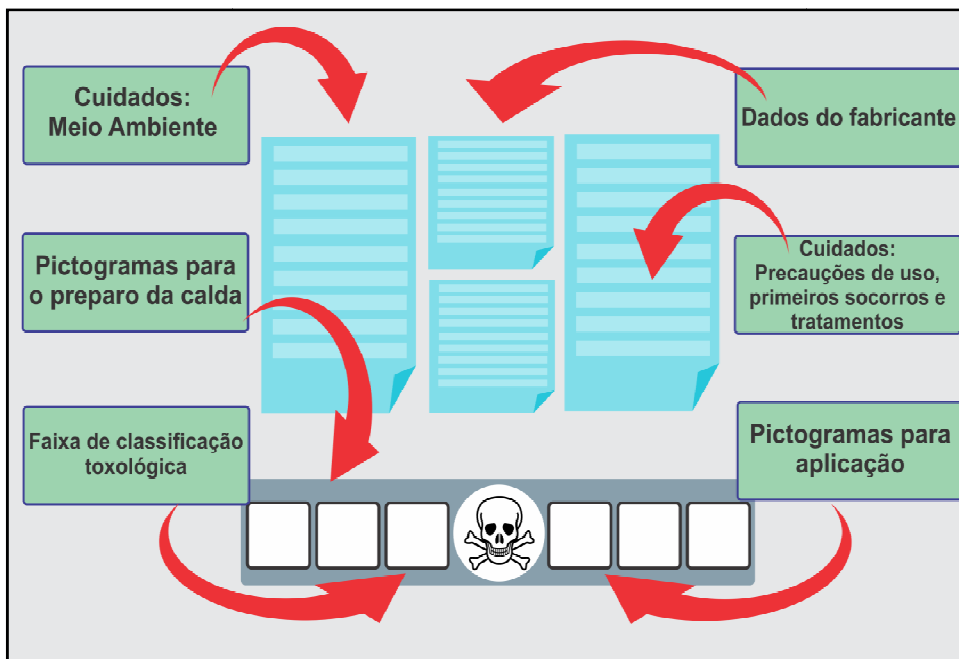 Cuidados:
Meio Ambiente
Dados do fabricante
Pictogramas para
o preparo da calda
Cuidados:
Precauções de uso,
primeiros socorros e
tratamentos
Faixa de classificação
toxológica
Pictogramas para
aplicação